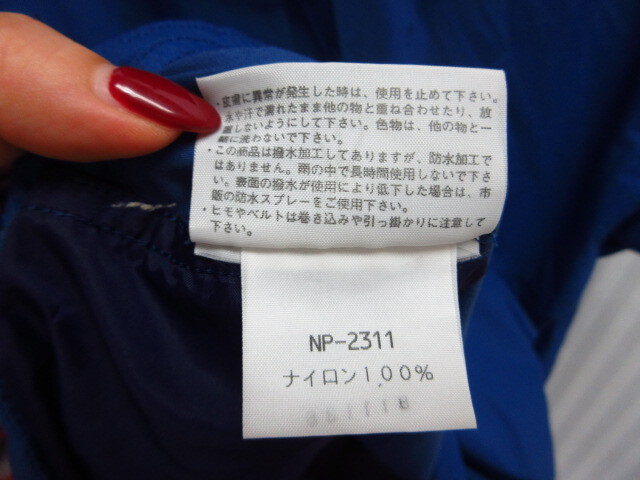 ・皮膚に異常が発生した時は、使用を止めて下さい。
水や汗で濡れたまま他の物と重ね合わせたり、放
置しないようにして下さい。色物は、他の物と一
緒に洗わないで下さい。
・この商品は撥水加工してありますが、防水加工で
はありません。雨の中で長時間使用しないで下さ
い。裏面の撥水が使用により低下した場合は、市
販の防水スプレーをご使用下さい。
・ヒモやベルトは巻き込みや引っ掛かりに注意して
下さい。
NP-2311
ナイロン100%